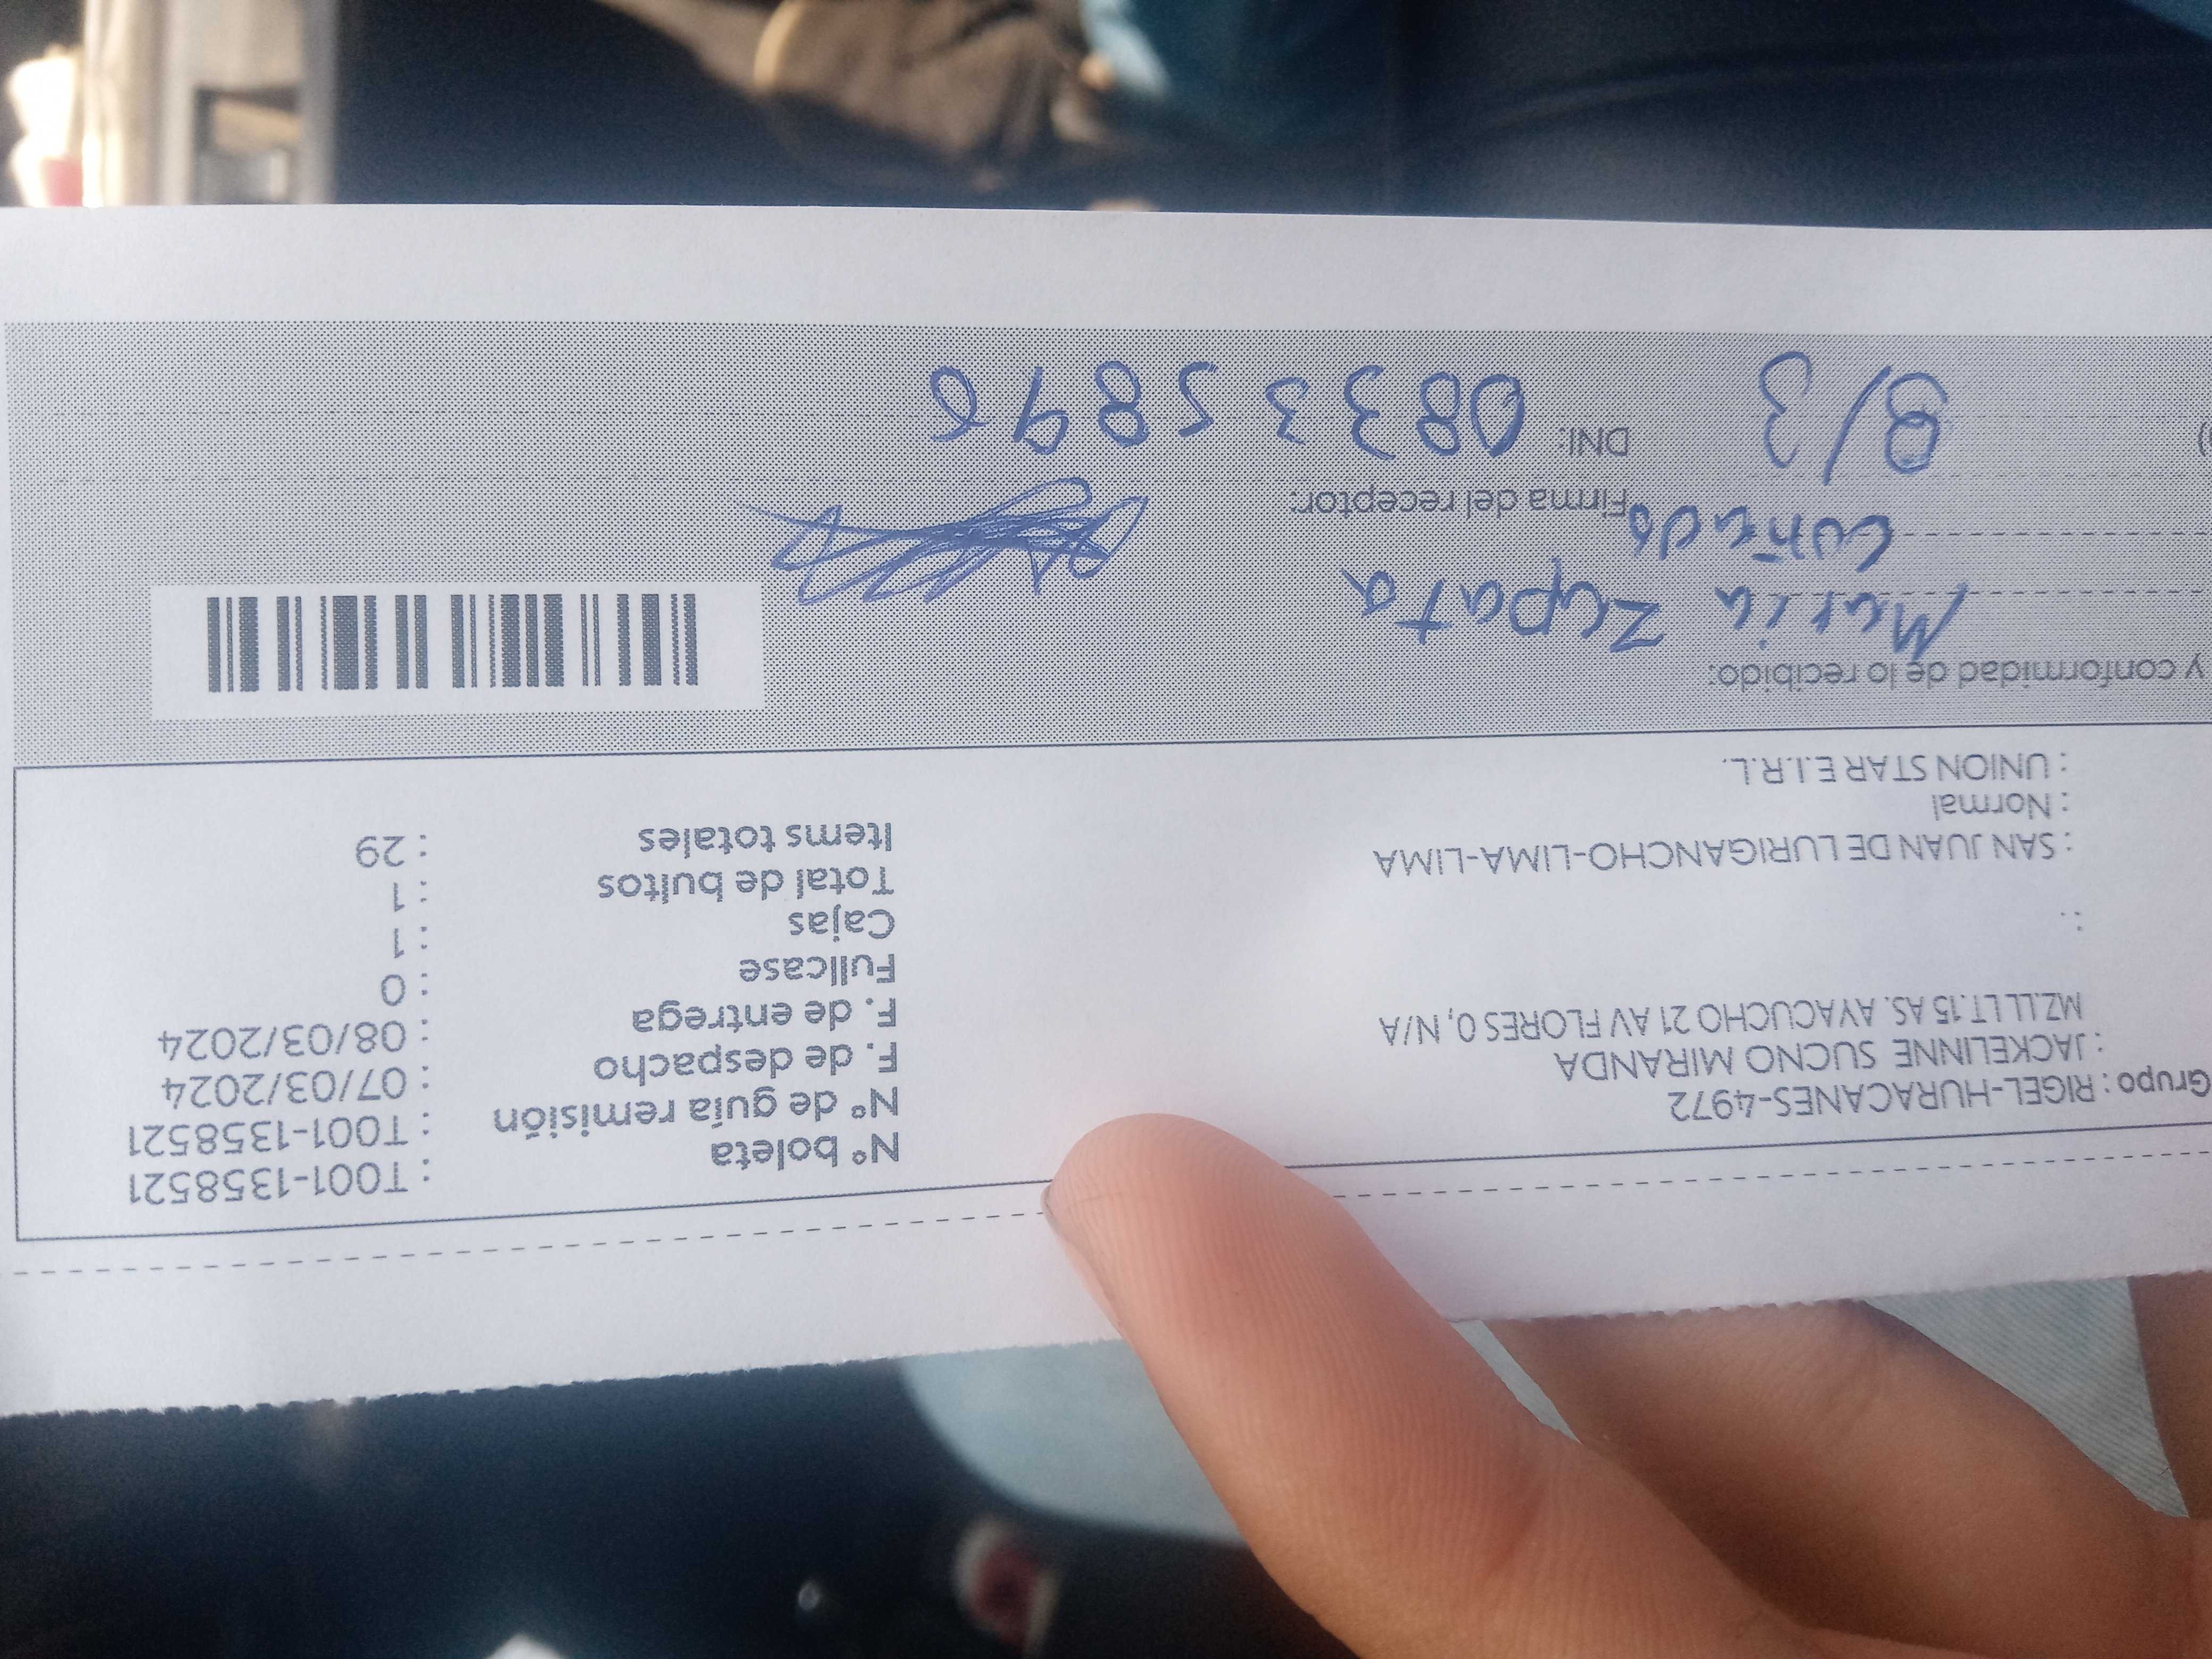 Grupo : RIGEL-HURACANES-4972
: JACKELINNE SUCNO MIRANDA
MZ.LL LT.15 AS. AYACUCHO 21 AV FLORES 0, N/A
:
: SAN JUAN DE LURIGANCHO-LIMA-LIMA
: Normal
: UNION STAR E.I.R.L.
N° boleta : T001-1358521
N° de guía remisión : T001-1358521
F. de despacho : 07/03/2024
F. de entrega : 08/03/2024
Fullcase : 0
Cajas : 1
Total de bultos : 1
Items totales : 29
y conformidad de lo recibido:
Maria Zapata
cuñado
Firma del receptor:
8/3
DNI: 08335890